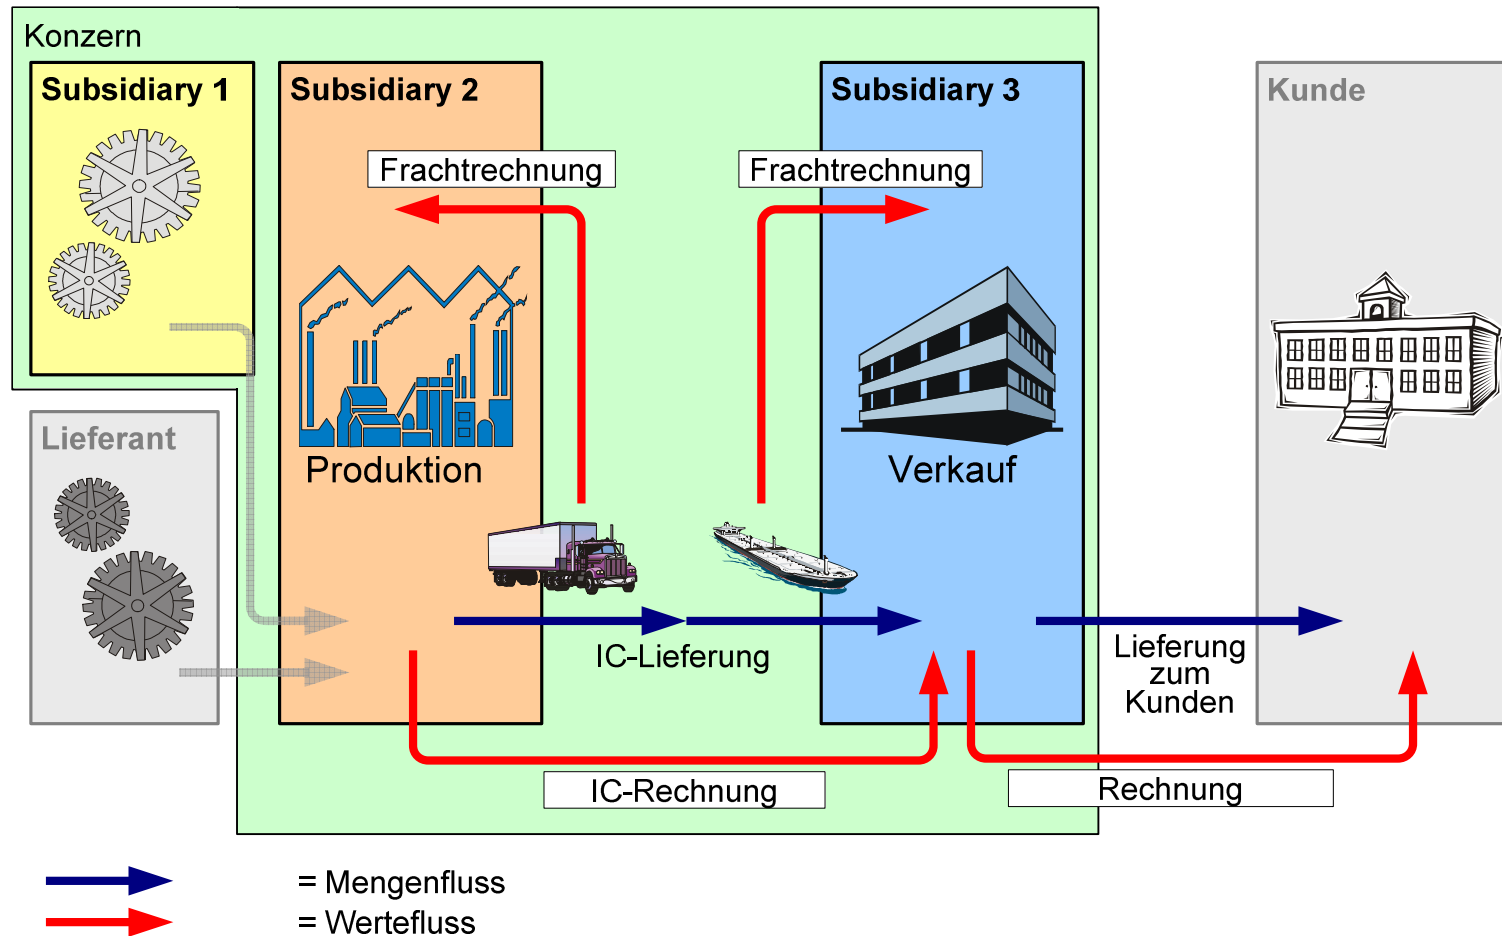 Konzern
Subsidiary 1
Subsidiary 2
Subsidiary 3
Kunde
Frachtrechnung
Frachtrechnung
Lieferant
Produktion
Verkauf
IC-Lieferung
Lieferung
zum
Kunden
IC-Rechnung
Rechnung
= Mengenfluss
= Wertefluss